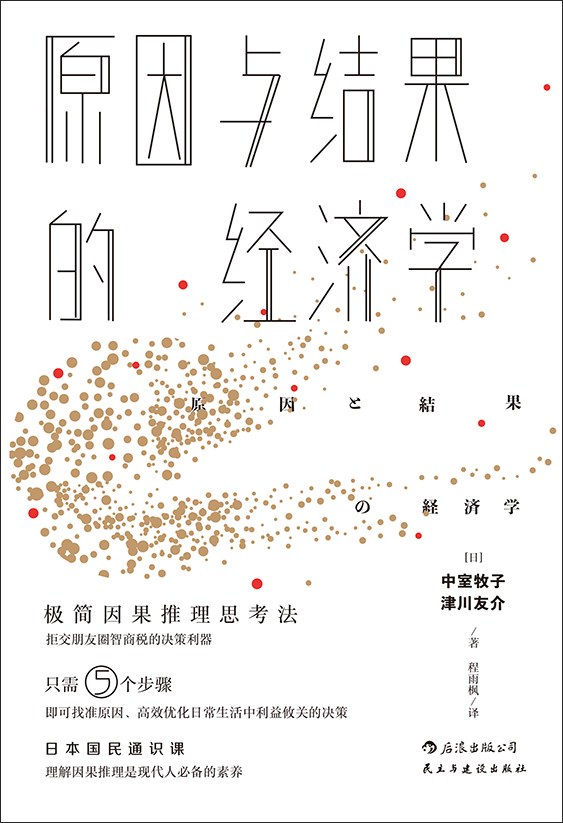 原因与结果
的 经济学
原因と結果
の経済学
[日]
中室牧子
津川友介
/著
程雨枫/译
极简因果推理思考法
拒交朋友圈智商税的决策利器
只需⑤个步骤
即可找准原因、高效优化日常生活中利益攸关的决策
日本国民通识课
理解因果推理是现代人必备的素养
后浪出版公司
民主与建设出版社